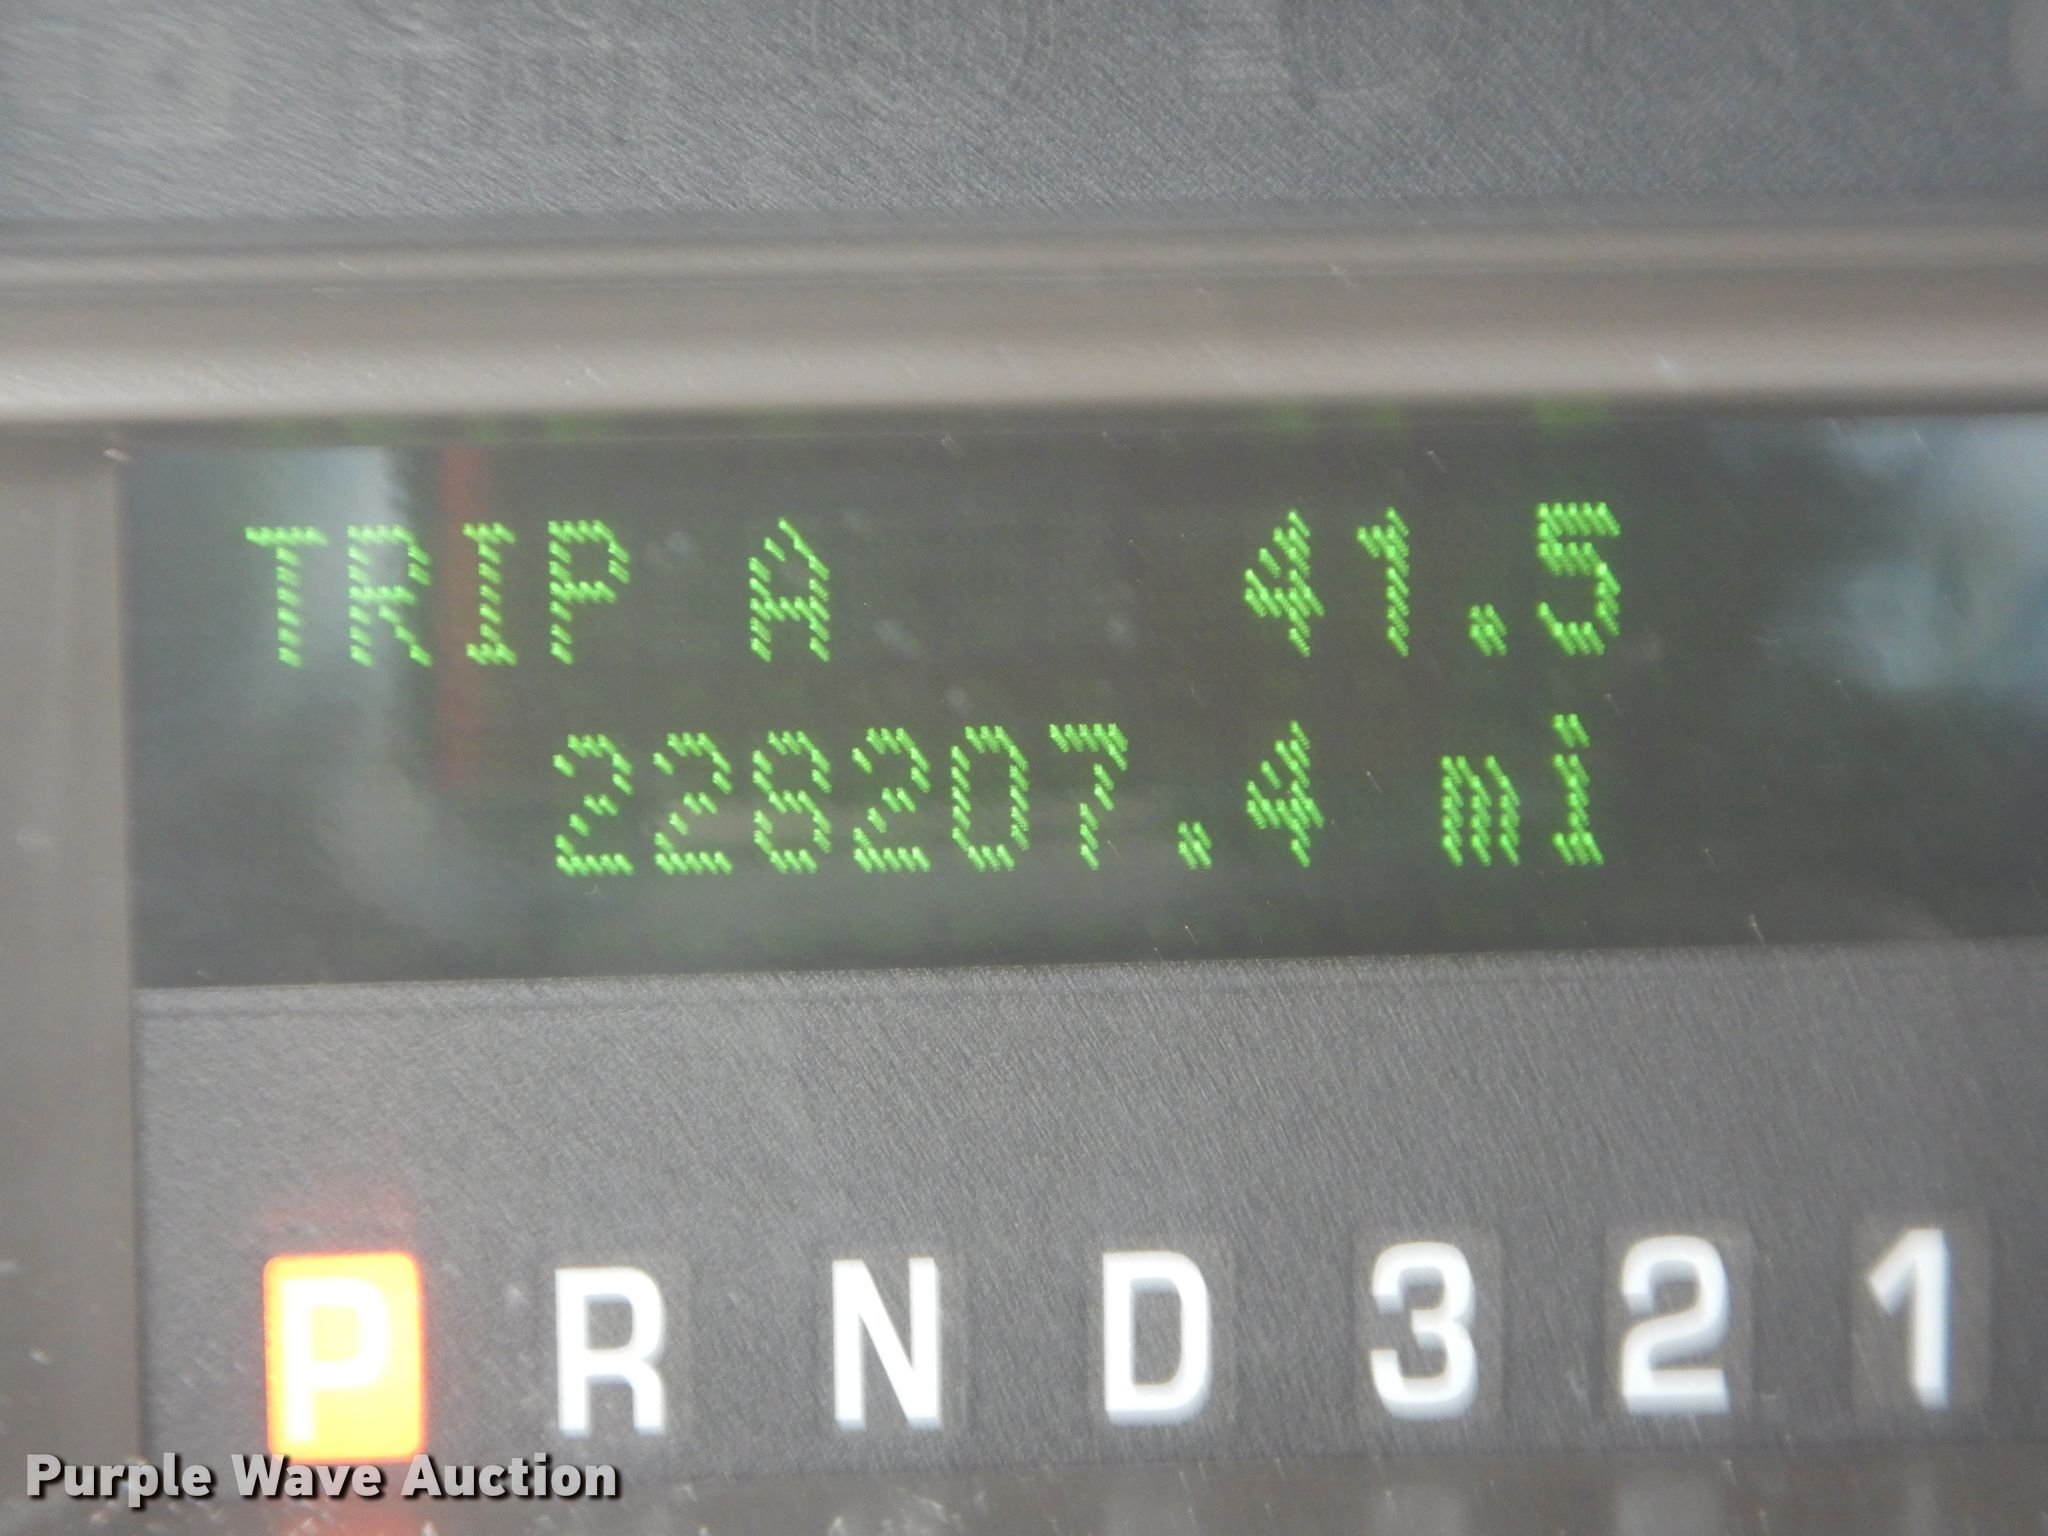 TRIP A 41.5
228207.4 mi
P R N D 3 2 1
Purple Wave Auction